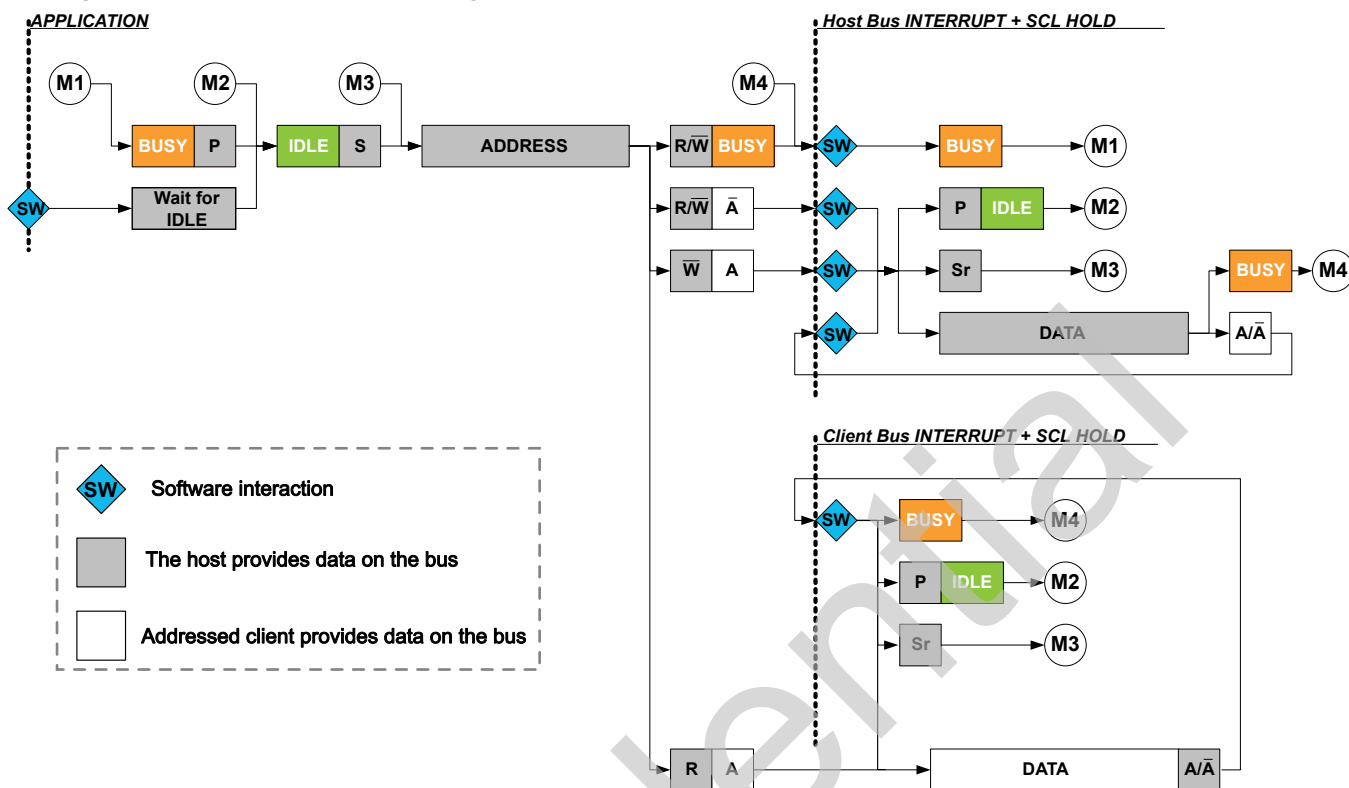 APPLICATION
Host Bus INTERRUPT + SCL HOLD
M1
M2
M3
M4
BUSY P
IDLE S
ADDRESS
R/W̅ BUSY
SW
BUSY
M1
SW
Wait for
IDLE
R/W̅ A̅
SW
P IDLE
M2
W̅ A
SW
Sr
M3
BUSY
M4
SW
DATA
A/A̅
Client Bus INTERRUPT + SCL HOLD
SW
BUSY
M4
P IDLE
M2
Sr
M3
R A
DATA
A/A̅
SW Software interaction
The host provides data on the bus
Addressed client provides data on the bus